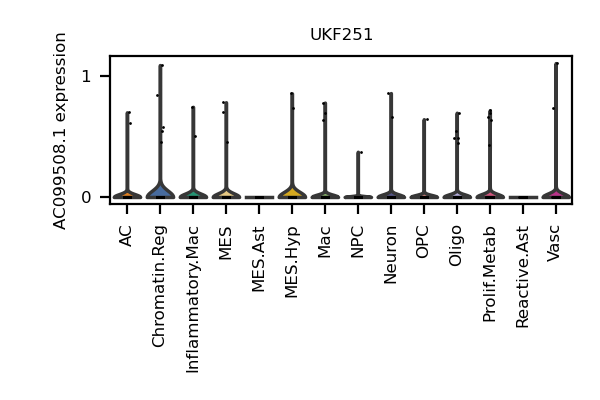 UKF251
AC099508.1 expression
1
0
AC
Chromatin.Reg
Inflammatory.Mac
MES
MES.Ast
MES.Hyp
Mac
NPC
Neuron
OPC
Oligo
Prolif.Metab
Reactive.Ast
Vasc